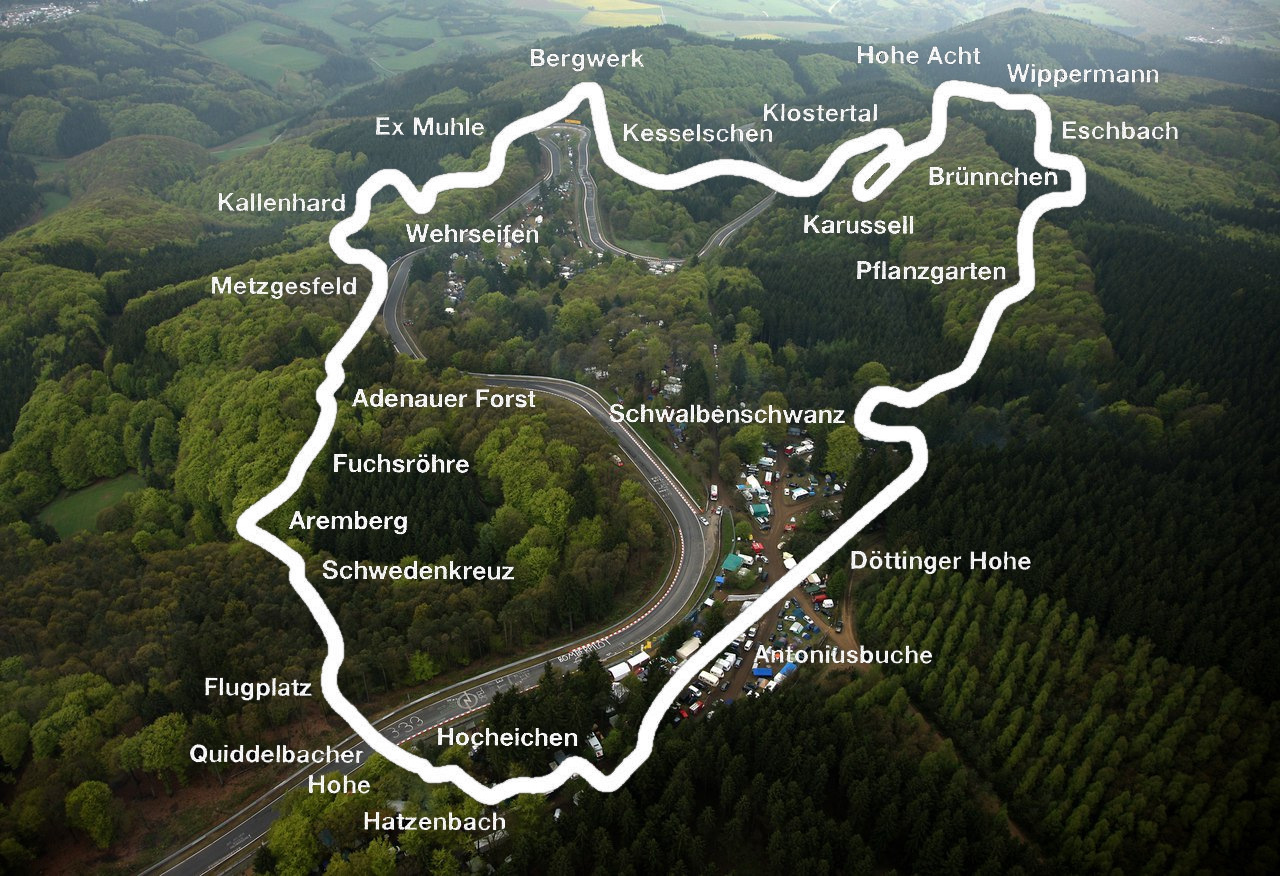 Bergwerk
Hohe Acht
Wippermann
Klostertal
Ex Muhle
Kesselschen
Eschbach
Brünnchen
Kallenhard
Karussell
Wehrseifen
Pflanzgarten
Metzgesfeld
Adenauer Forst
Schwalbenschwanz
Fuchsröhre
Aremberg
Döttinger Hohe
Schwedenkreuz
Antoniusbuche
Flugplatz
Hocheichen
Quiddelbacher
Hohe
Hatzenbach
333